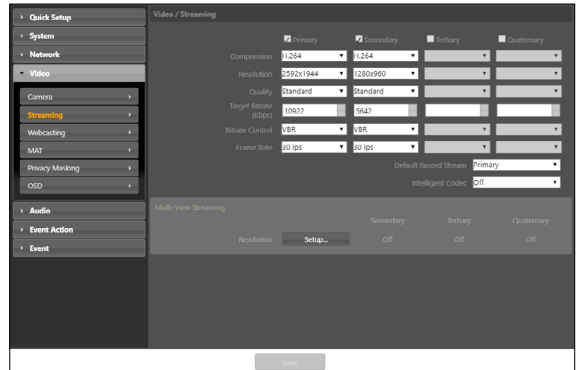 Quick Setup
System
Network
Video
Camera
Streaming
Webcasting
MAT
Privacy Masking
OSD
Audio
Event Action
Event
Video / Streaming
Primary Secondary Tertiary Quaternary
Compression H.264 H.264
Resolution 2592x1944 1280x960
Quality Standard Standard
Target Bitrate
(Kbps) 10922 5642
Bitrate Control VBR VBR
Frame Rate 30 ips 30 ips
Default Record Stream Primary
Intelligent Codec Off
Multi-View Streaming
Secondary Tertiary Quaternary
Resolution Setup... Off Off Off
Save